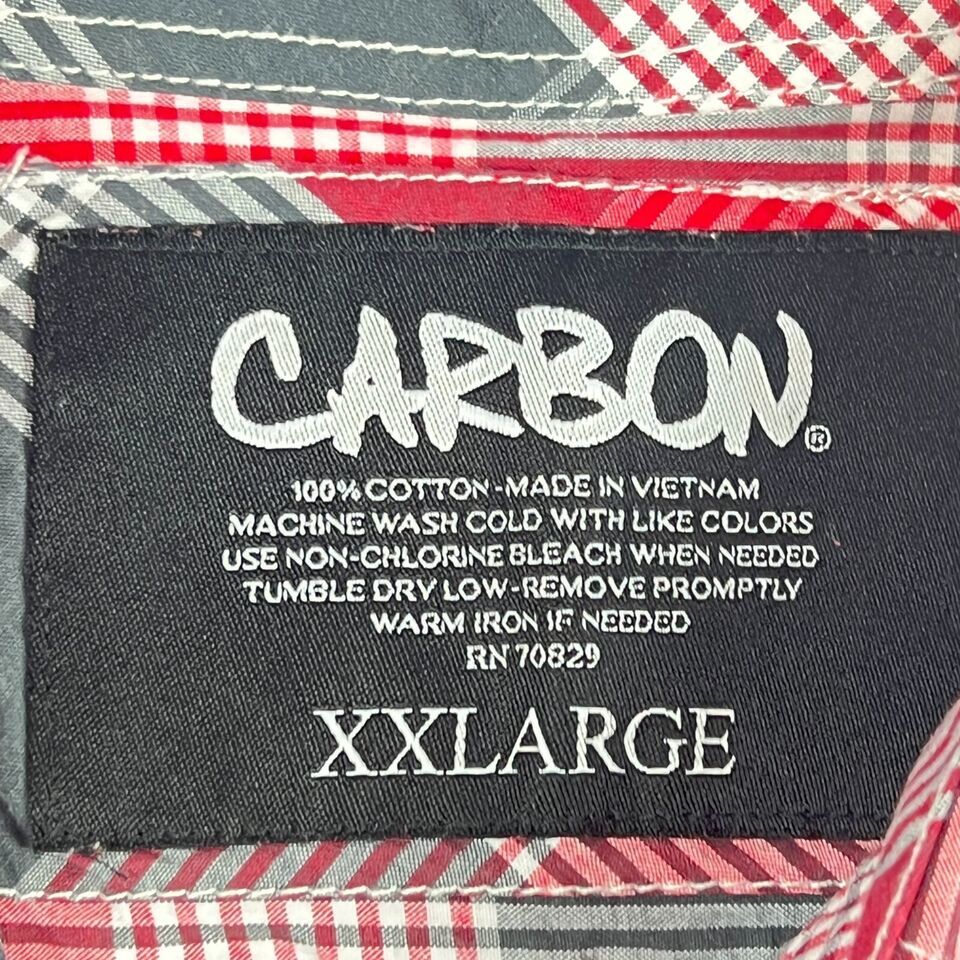 CARBON®
100% COTTON-MADE IN VIETNAM
MACHINE WASH COLD WITH LIKE COLORS
USE NON-CHLORINE BLEACH WHEN NEEDED
TUMBLE DRY LOW-REMOVE PROMPTLY
WARM IRON IF NEEDED
RN 70829
XXLARGE